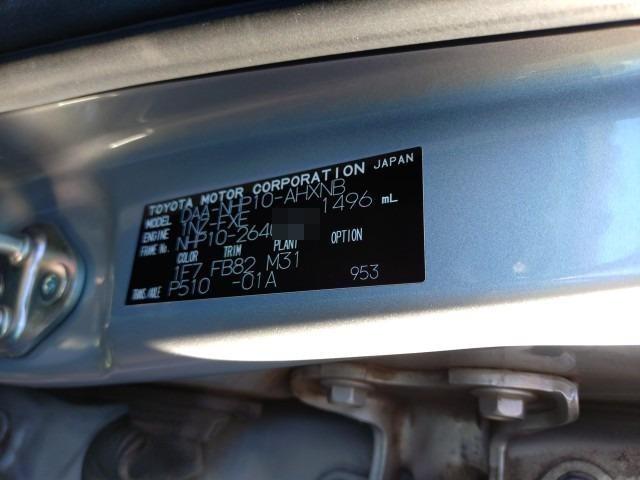 TOYOTA MOTOR CORPORATION JAPAN
MODEL DAA-NHP10-AHXNB
ENGINE 1NZ-FXE 1496 mL
FRAME No. NHP10-264
COLOR TRIM PLANT OPTION
1F7 FB82 M31
TRANS./AXLE P510 -01A 953